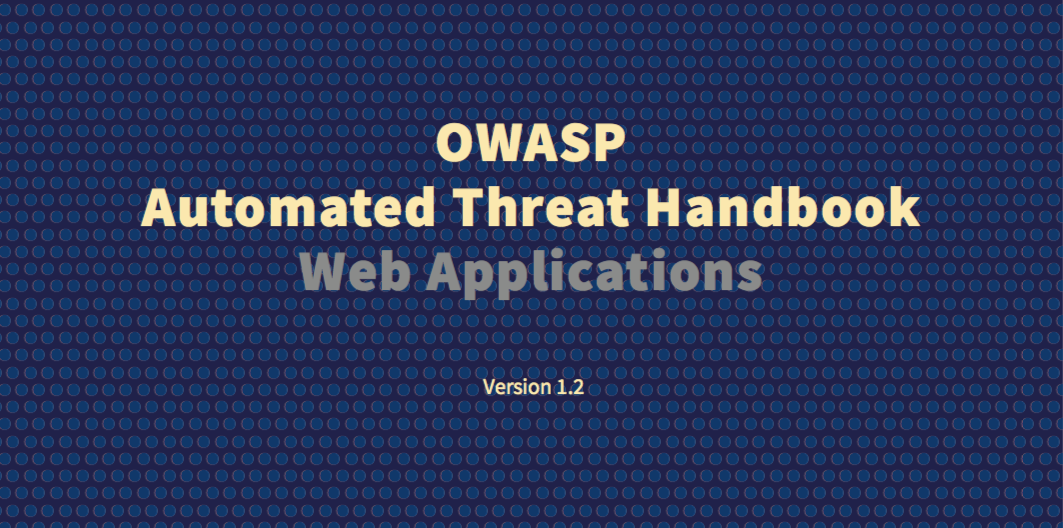 OWASP
Automated Threat Handbook
Web Applications
Version 1.2